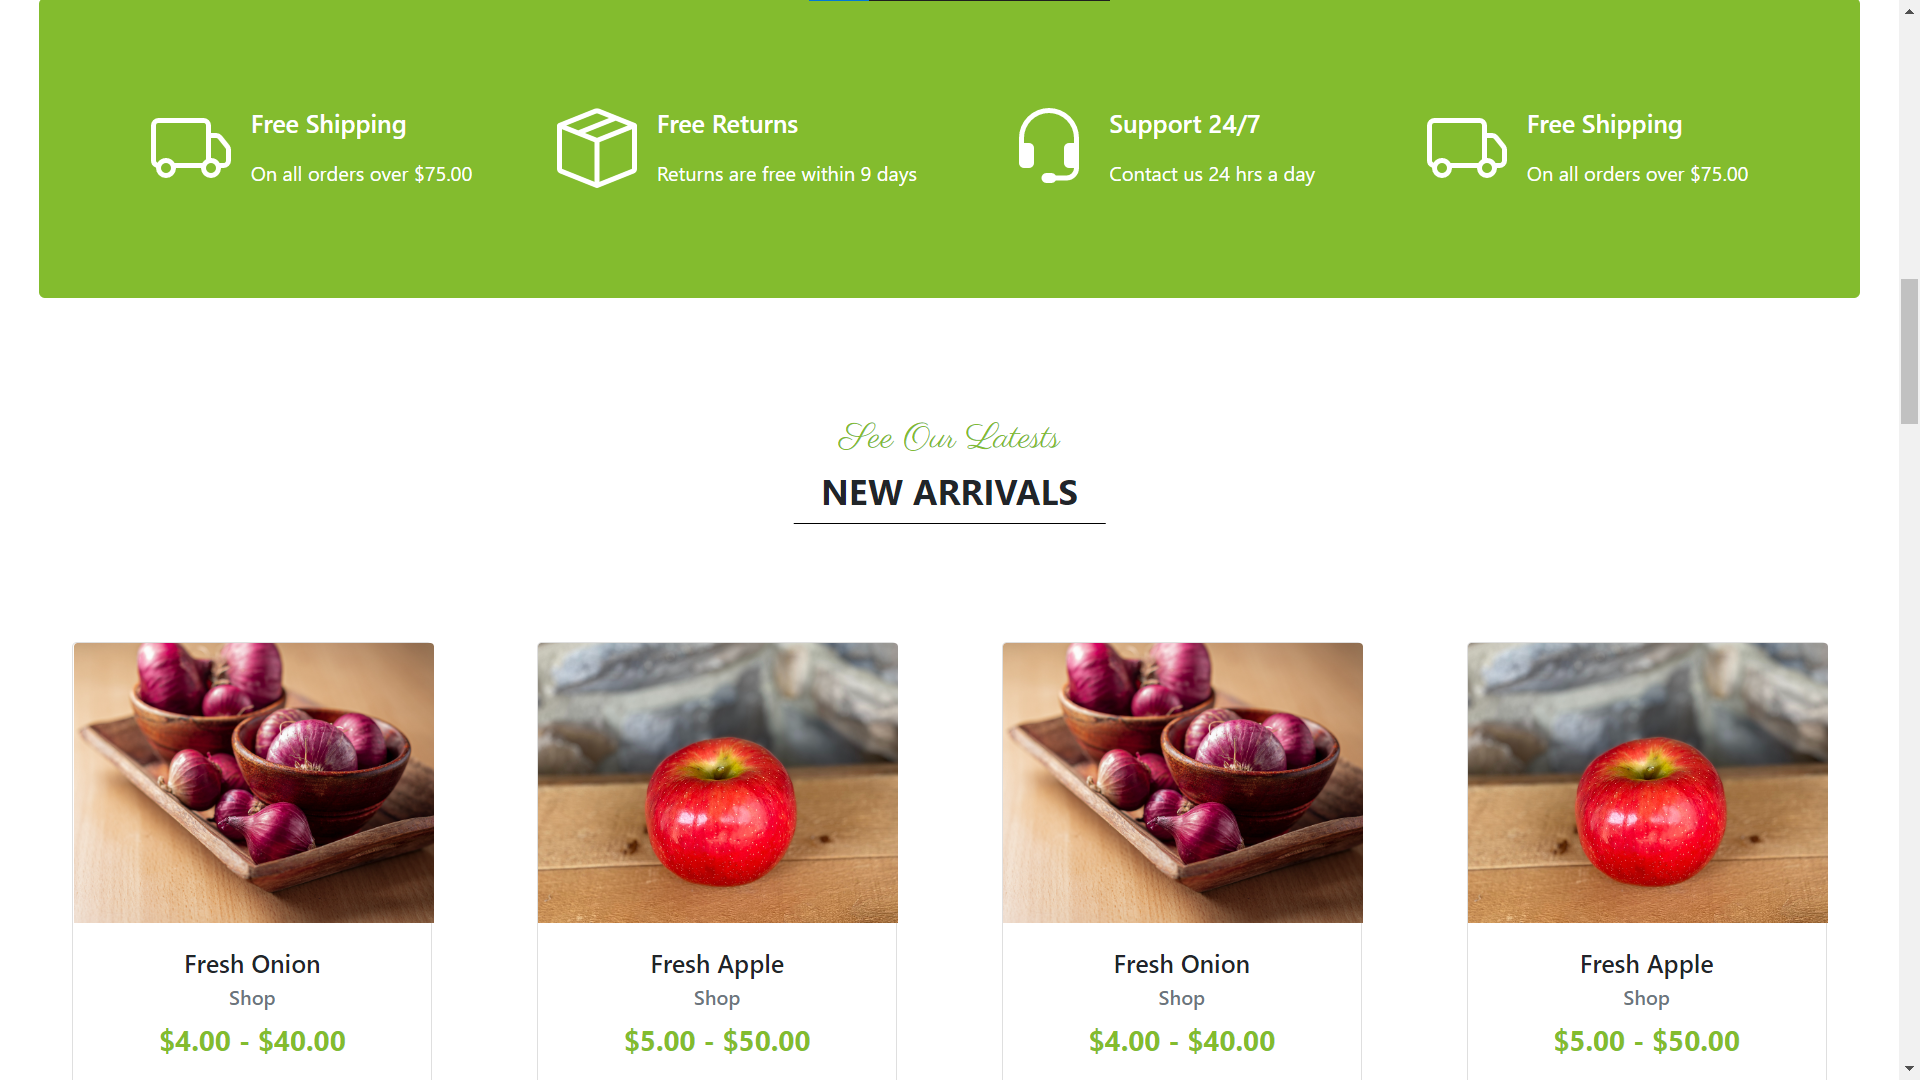 Free Shipping
On all orders over $75.00
Free Returns
Returns are free within 9 days
Support 24/7
Contact us 24 hrs a day
Free Shipping
On all orders over $75.00
See Our Latests
NEW ARRIVALS
Fresh Onion
Shop
$4.00 - $40.00
Fresh Apple
Shop
$5.00 - $50.00
Fresh Onion
Shop
$4.00 - $40.00
Fresh Apple
Shop
$5.00 - $50.00